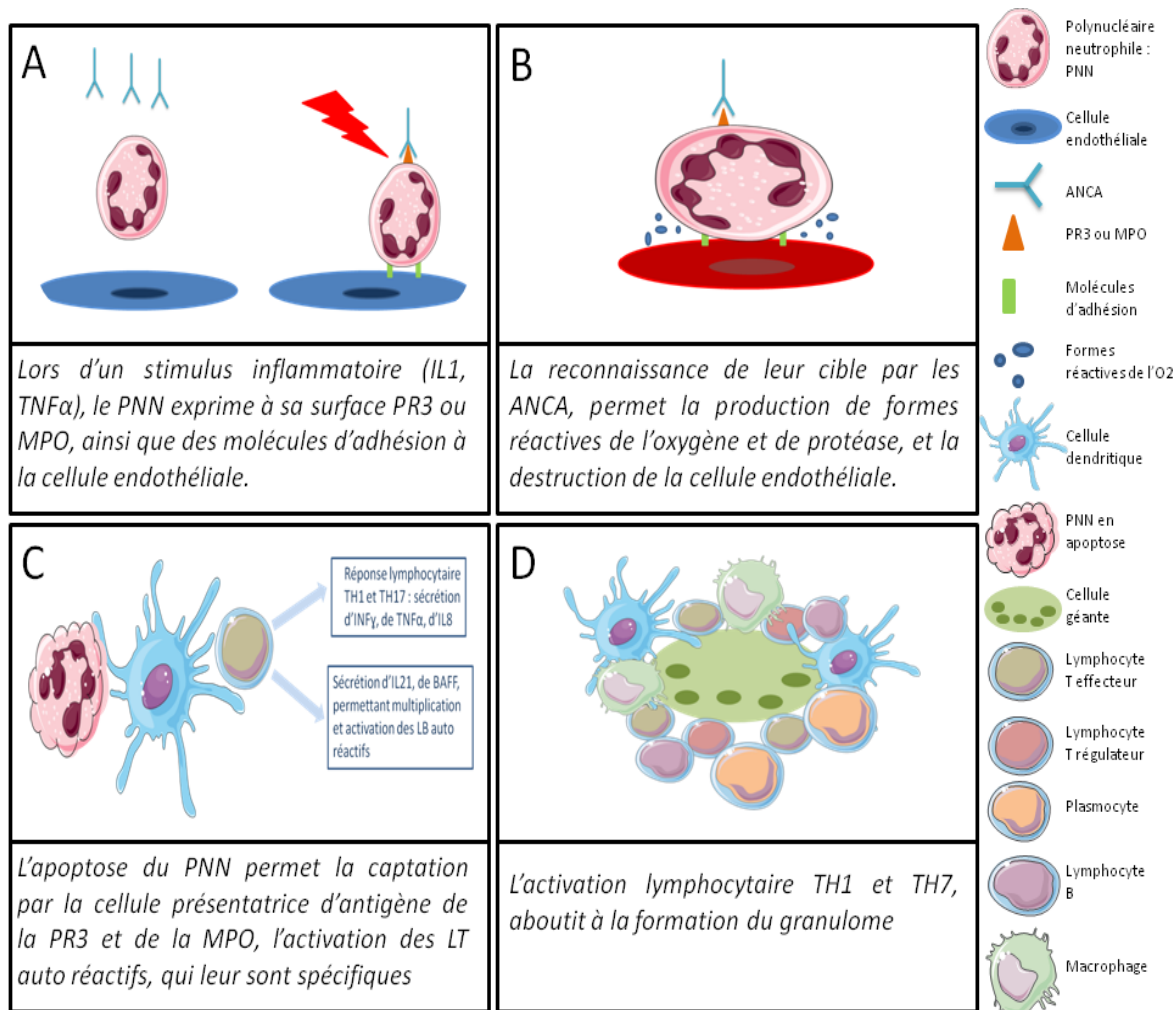 A
Lors d'un stimulus inflammatoire (IL1,
TNFα), le PNN exprime à sa surface PR3 ou
MPO, ainsi que des molécules d'adhésion à
la cellule endothéliale.
B
La reconnaissance de leur cible par les
ANCA, permet la production de formes
réactives de l'oxygène et de protéase, et la
destruction de la cellule endothéliale.
C
Réponse lymphocytaire
TH1 et TH17 : sécrétion
d'INFγ, de TNFα, d'IL8
Sécrétion d'IL21, de BAFF,
permettant multiplication
et activation des LB auto
réactifs
L'apoptose du PNN permet la captation
par la cellule présentatrice d'antigène de
la PR3 et de la MPO, l'activation des LT
auto réactifs, qui leur sont spécifiques
D
L'activation lymphocytaire TH1 et TH7,
aboutit à la formation du granulome
Polynucléaire
neutrophile :
PNN
Cellule
endothéliale
ANCA
PR3 ou MPO
Molécules
d'adhésion
Formes
réactives de l'O2
Cellule
dendritique
PNN en
apoptose
Cellule
géante
Lymphocyte
T effecteur
Lymphocyte
T régulateur
Plasmocyte
Lymphocyte
B
Macrophage